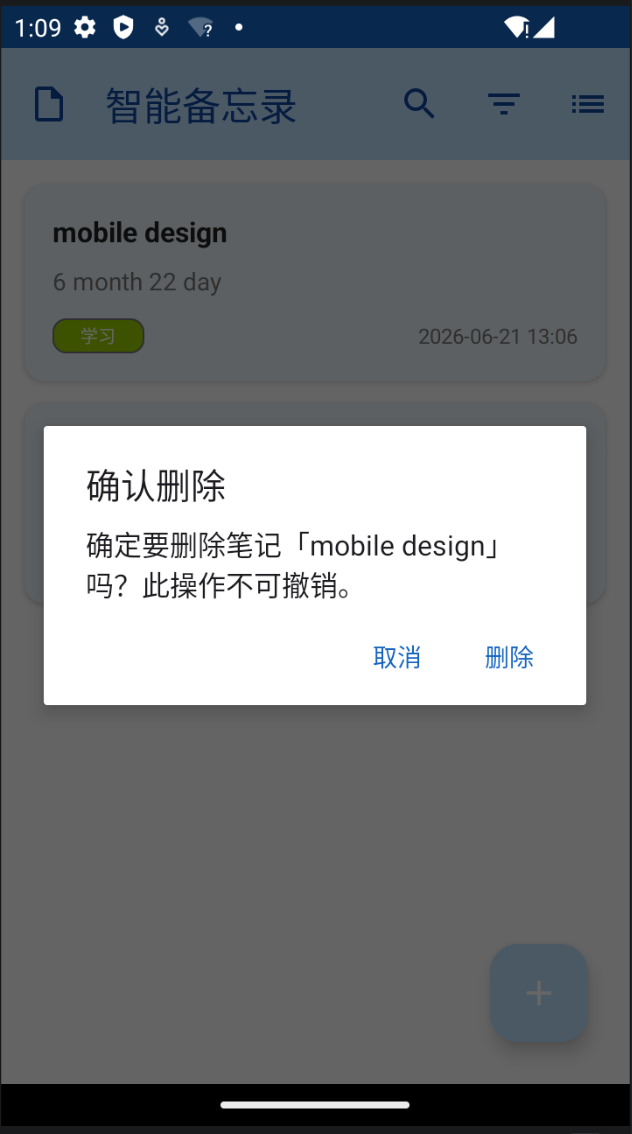 1:09
智能备忘录
mobile design
6 month 22 day
学习
2026-06-21 13:06
确认删除
确定要删除笔记「mobile design」
吗？此操作不可撤销。
取消
删除